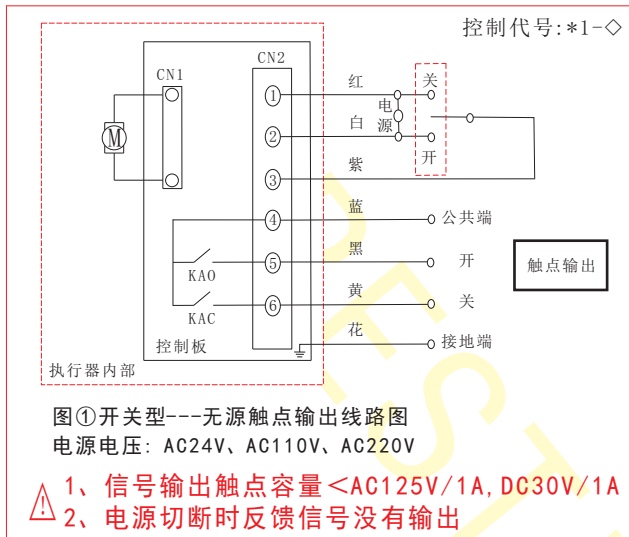 控制代号:*1-◇
CN1
CN2
M
① 红 关
电源
② 白 开
③ 紫
④ 蓝 公共端
KAO ⑤ 黑 开
触点输出
KAC ⑥ 黄 关
花 接地端
控制板
执行器内部
图①开关型---无源触点输出线路图
电源电压: AC24V、AC110V、AC220V
1、信号输出触点容量<AC125V/1A,DC30V/1A
2、电源切断时反馈信号没有输出